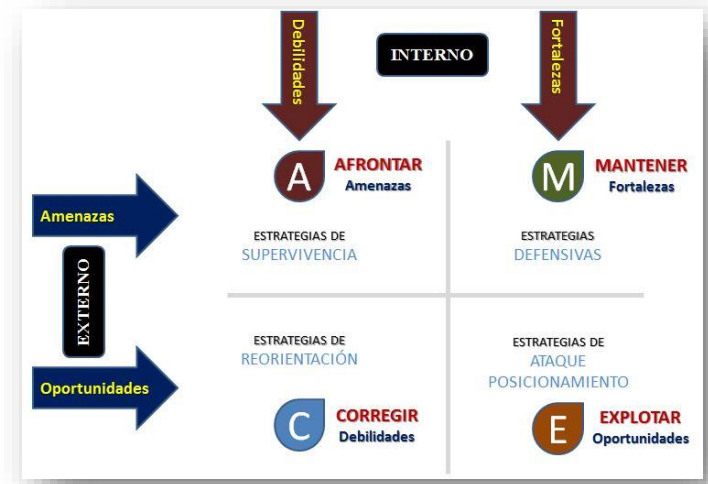 Debilidades
INTERNO
Fortalezas
A
AFRONTAR
Amenazas
M
MANTENER
Fortalezas
Amenazas
ESTRATEGIAS DE
SUPERVIVENCIA
ESTRATEGIAS
DEFENSIVAS
EXTERNO
ESTRATEGIAS DE
REORIENTACIÓN
ESTRATEGIAS DE
ATAQUE
POSICIONAMIENTO
Oportunidades
C
CORREGIR
Debilidades
E
EXPLOTAR
Oportunidades